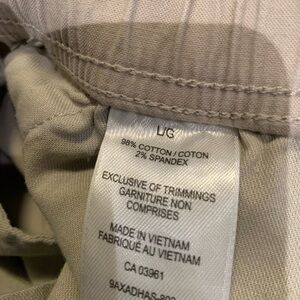 L/G
98% COTTON / COTON
2% SPANDEX
EXCLUSIVE OF TRIMMINGS
GARNITURE NON
COMPRISES
MADE IN VIETNAM
FABRIQUÉ AU VIETNAM
CA 03961